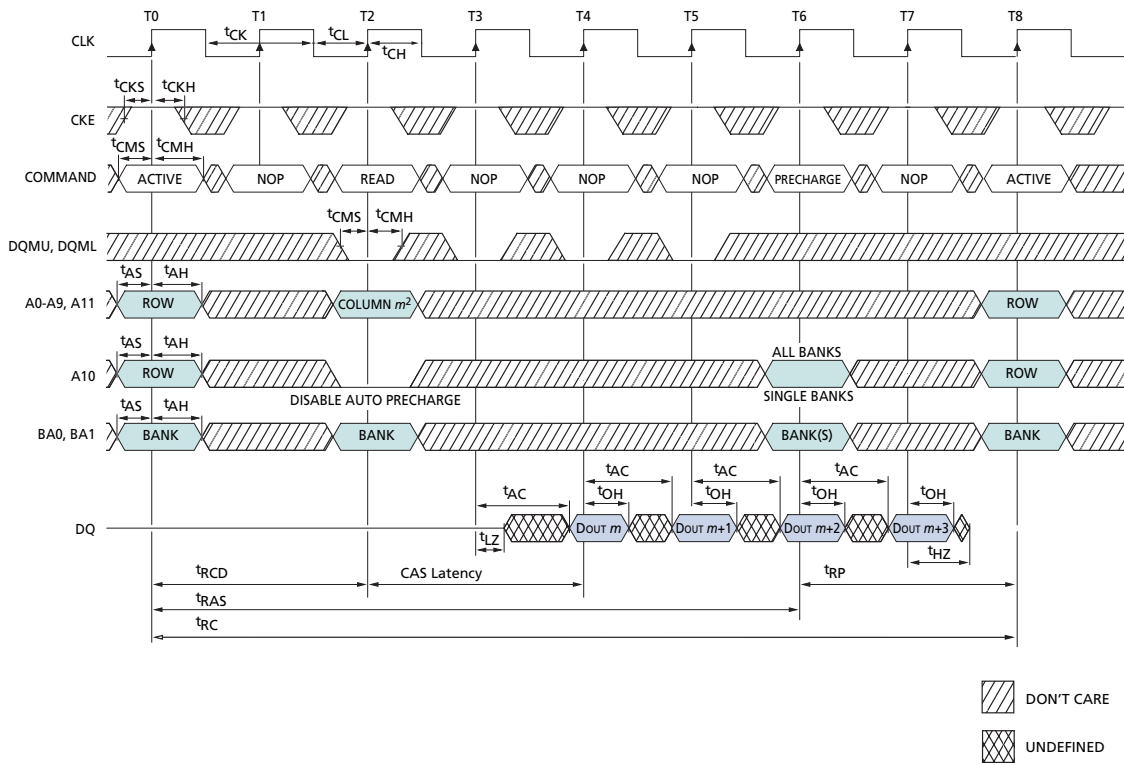 T0 T1 T2 T3 T4 T5 T6 T7 T8
CLK tCK tCL tCH
tCKS tCKH
CKE
tCMS tCMH
COMMAND ACTIVE NOP READ NOP NOP NOP PRECHARGE NOP ACTIVE
tCMS tCMH
DQMU, DQML
tAS tAH
A0-A9, A11 ROW COLUMN m2 ROW
tAS tAH ALL BANKS
A10 ROW ROW
DISABLE AUTO PRECHARGE SINGLE BANKS
tAS tAH
BA0, BA1 BANK BANK BANK(S) BANK
tAC tAC tAC
tAC tOH tOH tOH tOH
DQ DOUT m DOUT m+1 DOUT m+2 DOUT m+3
tLZ tHZ
tRCD CAS Latency tRP
tRAS
tRC
DON'T CARE
UNDEFINED